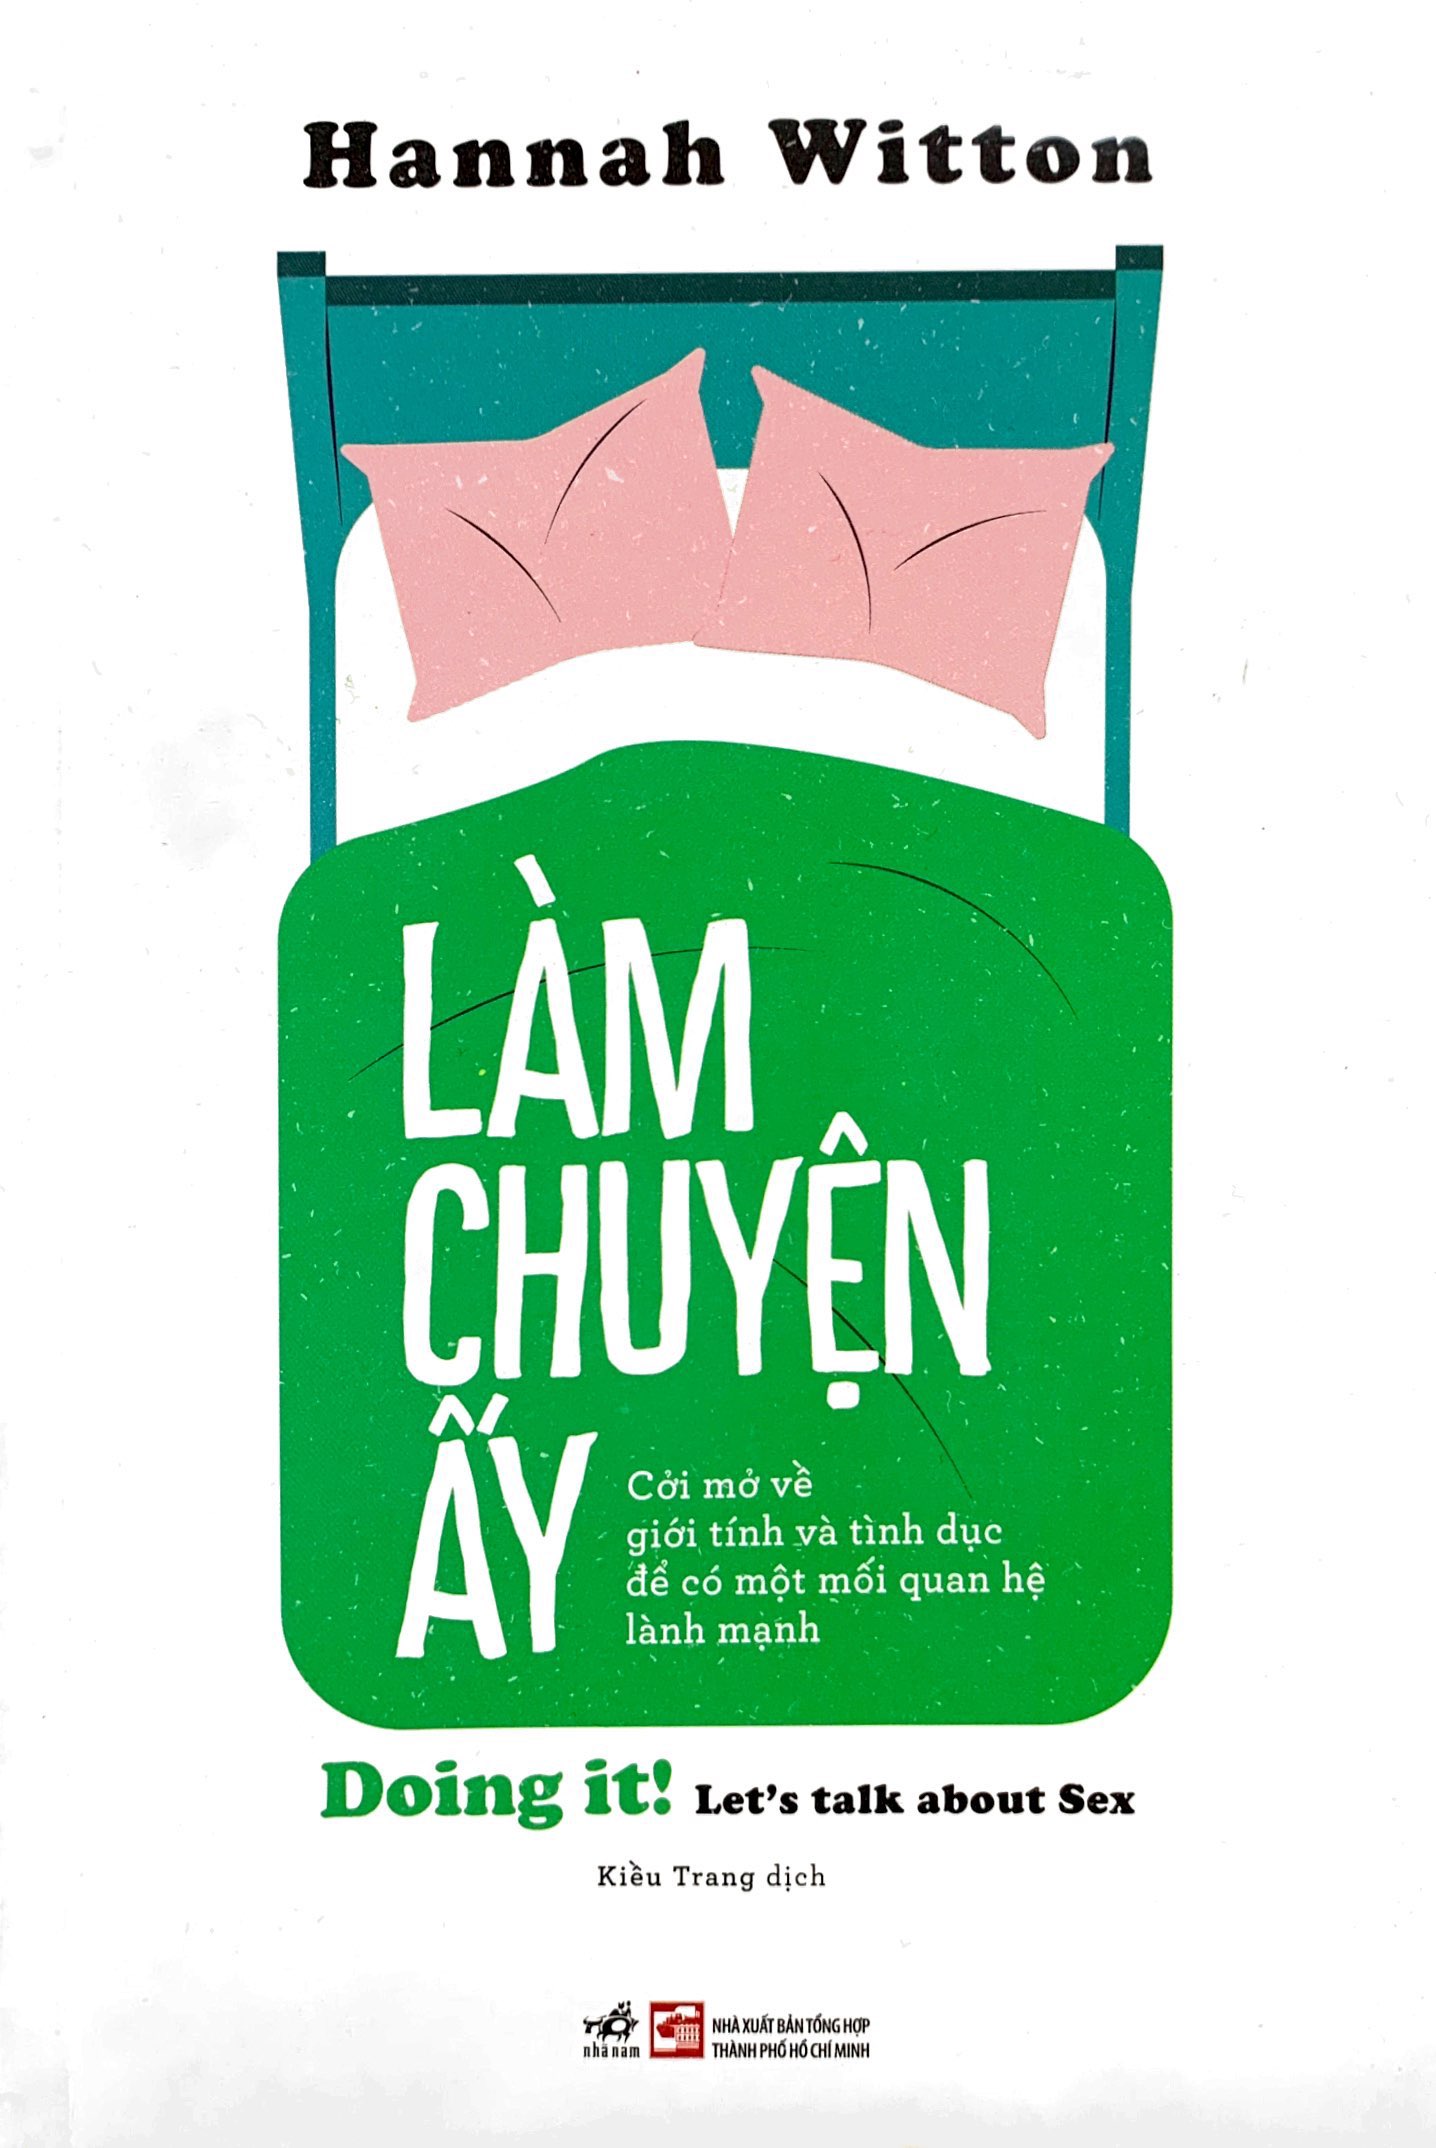 Hannah Witton
LÀM
CHUYỆN
ẤY
Cởi mở về
giới tính và tình dục
để có một mối quan hệ
lành mạnh
Doing it! Let's talk about Sex
Kiều Trang dịch
nhã nam
NHÀ XUẤT BẢN TỔNG HỢP
THÀNH PHỐ HỒ CHÍ MINH